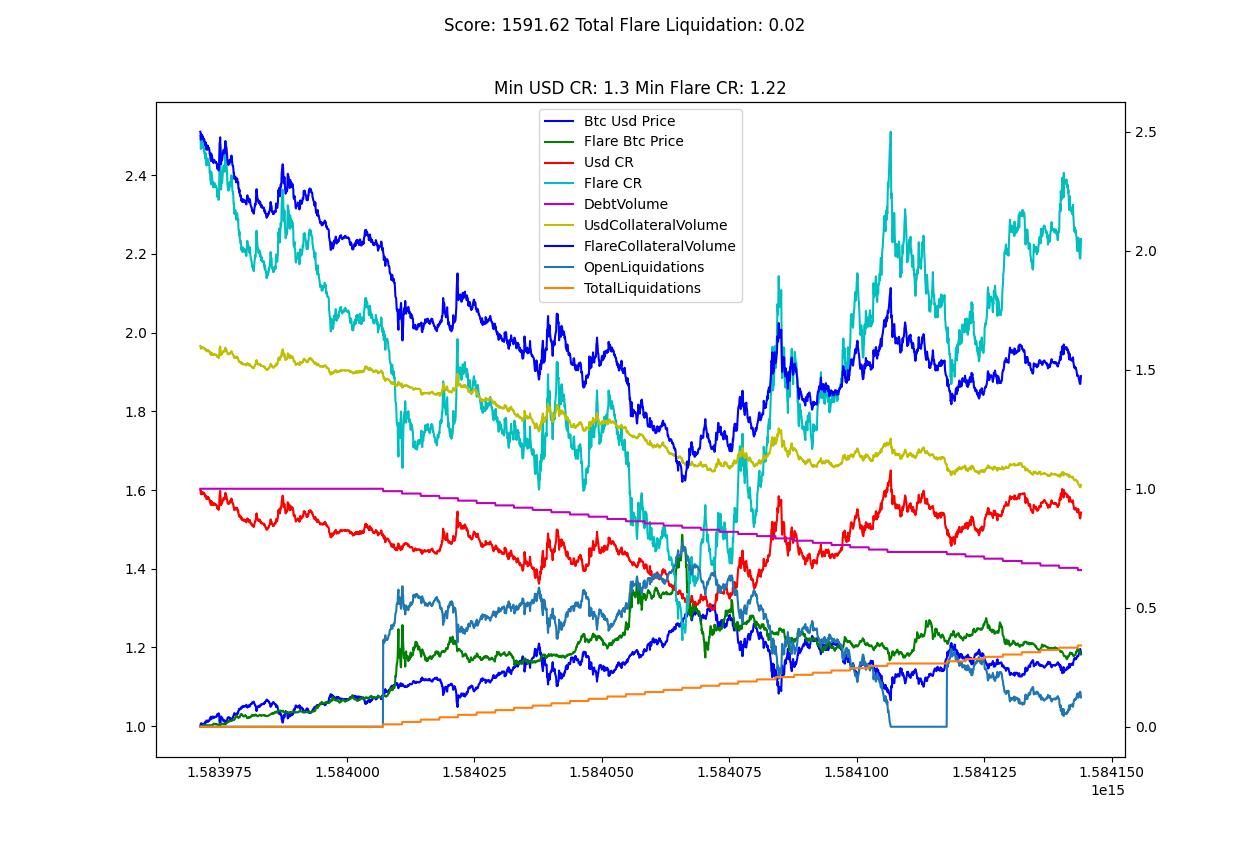 Score: 1591.62 Total Flare Liquidation: 0.02
Min USD CR: 1.3 Min Flare CR: 1.22
Btc Usd Price
Flare Btc Price
Usd CR
Flare CR
DebtVolume
UsdCollateralVolume
FlareCollateralVolume
OpenLiquidations
TotalLiquidations
2.4
2.2
2.0
1.8
1.6
1.4
1.2
1.0
2.5
2.0
1.5
1.0
0.5
0.0
1.583975 1.584000 1.584025 1.584050 1.584075 1.584100 1.584125 1.584150
1e15